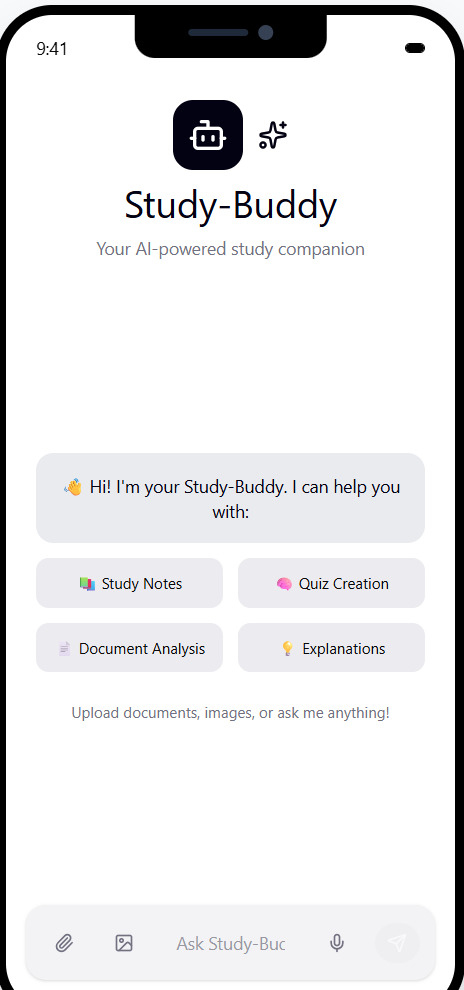 9:41
Study-Buddy
Your AI-powered study companion
👋 Hi! I'm your Study-Buddy. I can help you
with:
📚 Study Notes
🧠 Quiz Creation
📄 Document Analysis
💡 Explanations
Upload documents, images, or ask me anything!
Ask Study-Buc